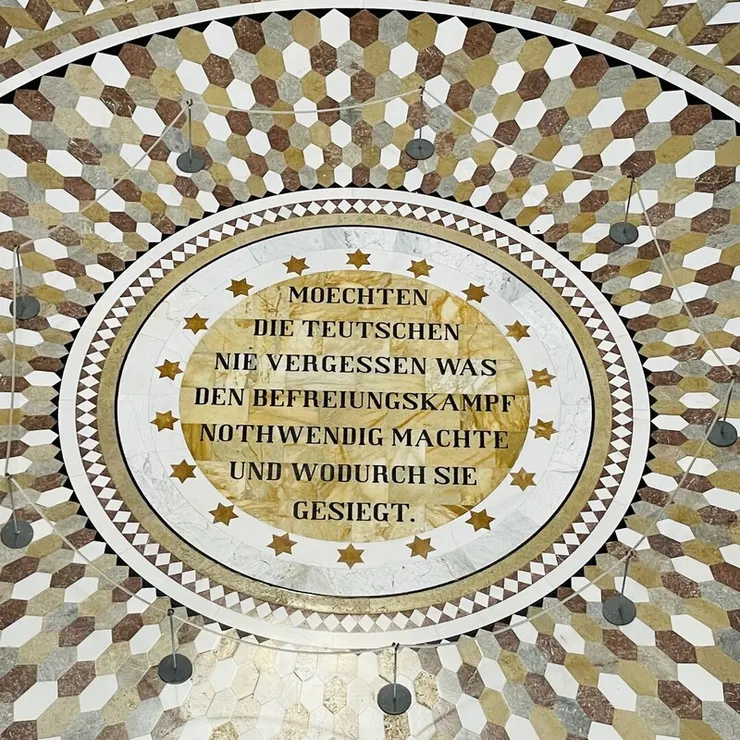 MOECHTEN
DIE TEUTSCHEN
NIE VERGESSEN WAS
DEN BEFREIUNGSKAMPF
NOTHWENDIG MACHTE
UND WODURCH SIE
GESIEGT.